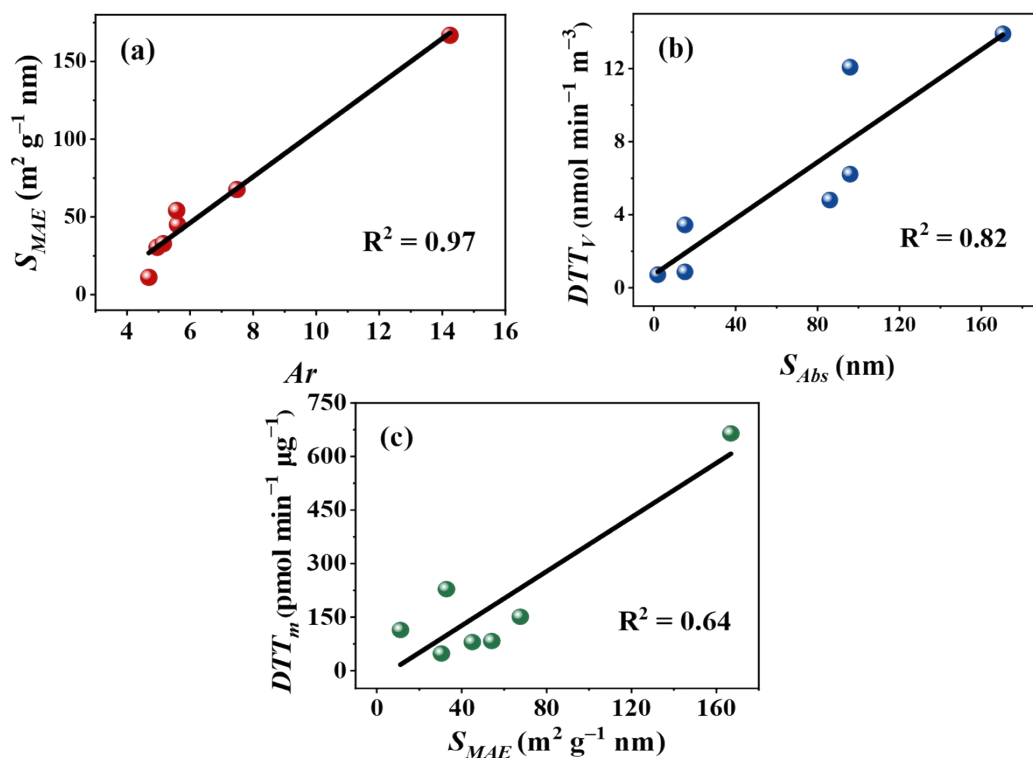 (a)
S_MAE (m² g⁻¹ nm)
150
100
50
0
R² = 0.97
4 6 8 10 12 14 16
Ar
(b)
DTT_V (nmol min⁻¹ m⁻³)
12
8
4
0
R² = 0.82
0 40 80 120 160
S_Abs (nm)
(c)
DTT_m (pmol min⁻¹ µg⁻¹)
750
600
450
300
150
0
R² = 0.64
0 40 80 120 160
S_MAE (m² g⁻¹ nm)